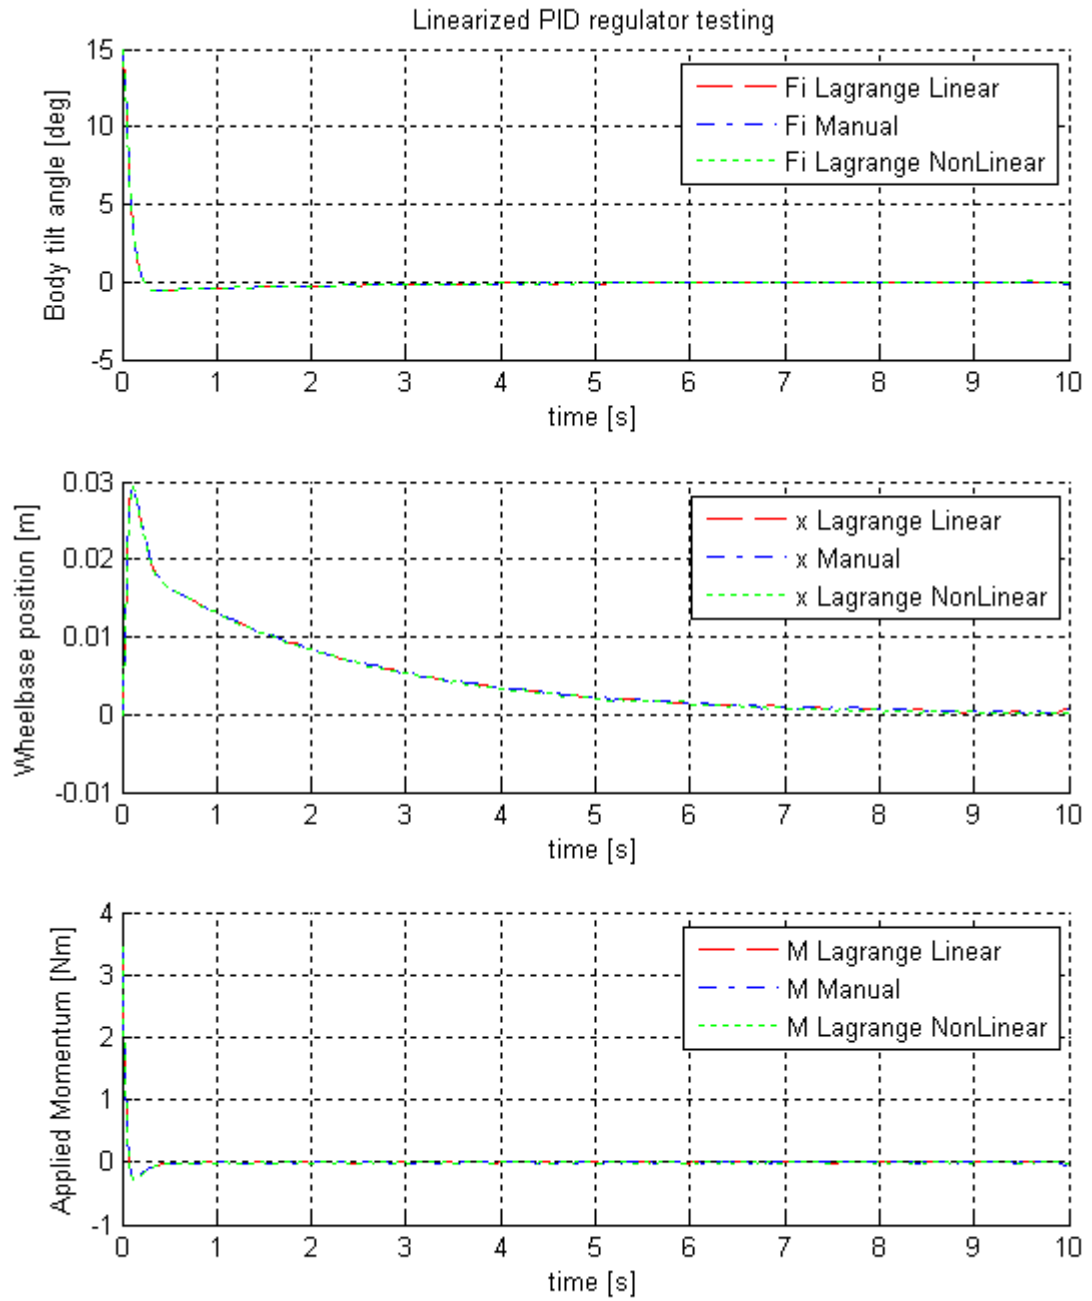 Linearized PID regulator testing
15
10
5
0
-5
Body tilt angle [deg]
Fi Lagrange Linear
Fi Manual
Fi Lagrange NonLinear
0 1 2 3 4 5 6 7 8 9 10
time [s]
0.03
0.02
0.01
0
-0.01
Wheelbase position [m]
x Lagrange Linear
x Manual
x Lagrange NonLinear
0 1 2 3 4 5 6 7 8 9 10
time [s]
4
3
2
1
0
-1
Applied Momentum [Nm]
M Lagrange Linear
M Manual
M Lagrange NonLinear
0 1 2 3 4 5 6 7 8 9 10
time [s]